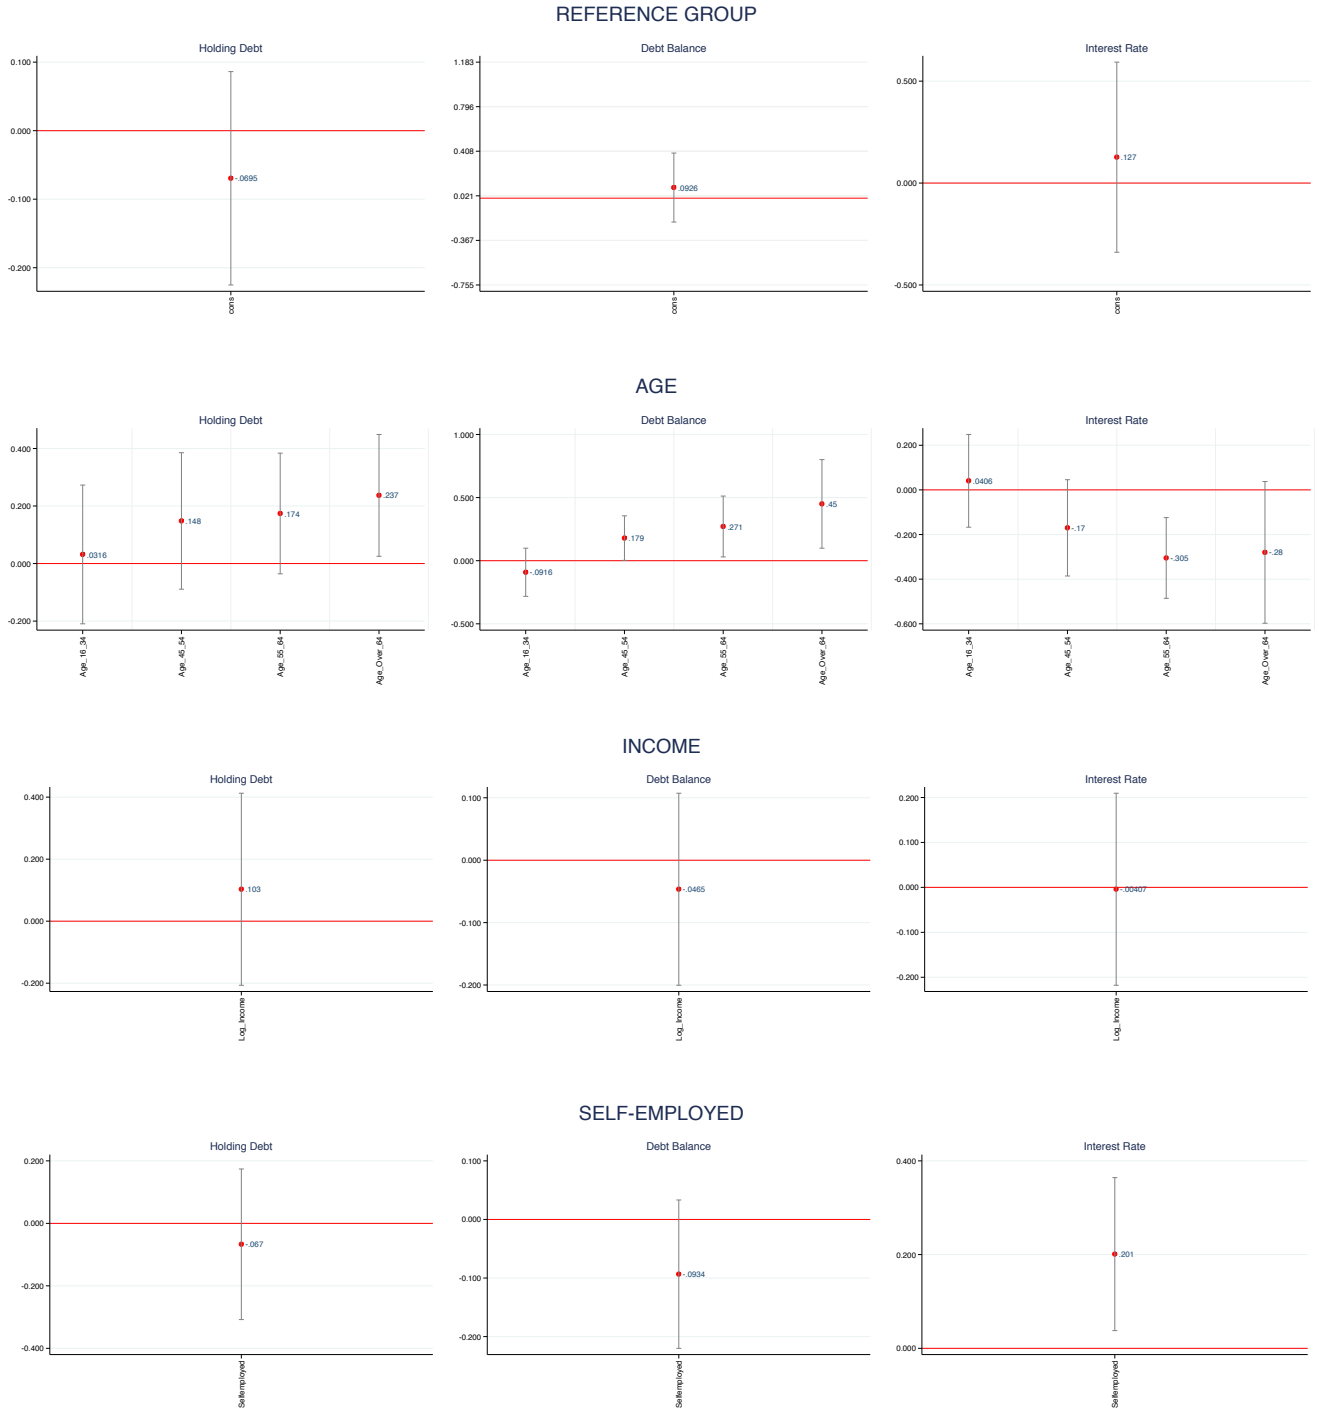 REFERENCE GROUP
Holding Debt
Debt Balance
Interest Rate
0.100
0.000
-0.100
-0.200
-.0695
cons
1.183
0.796
0.408
0.021
-0.367
-0.755
.0926
cons
0.500
0.000
-0.500
.127
cons
AGE
Holding Debt
Debt Balance
Interest Rate
0.400
0.200
0.000
-0.200
.0316
.148
.174
.237
Age_16_34
Age_45_54
Age_55_64
Age_Over_64
1.000
0.500
0.000
-0.500
-.0916
.179
.271
.45
Age_16_34
Age_45_54
Age_55_64
Age_Over_64
0.200
0.000
-0.200
-0.400
-0.600
.0406
-.17
-.305
-.28
Age_16_34
Age_45_54
Age_55_64
Age_Over_64
INCOME
Holding Debt
Debt Balance
Interest Rate
0.400
0.200
0.000
-0.200
.103
Log_Income
0.100
0.000
-0.100
-0.200
-.0465
Log_Income
0.200
0.100
0.000
-0.100
-0.200
-.00407
Log_Income
SELF-EMPLOYED
Holding Debt
Debt Balance
Interest Rate
0.200
0.000
-0.200
-0.400
-.067
Selfemployed
0.100
0.000
-0.100
-0.200
-.0934
Selfemployed
0.400
0.200
0.000
.201
Selfemployed